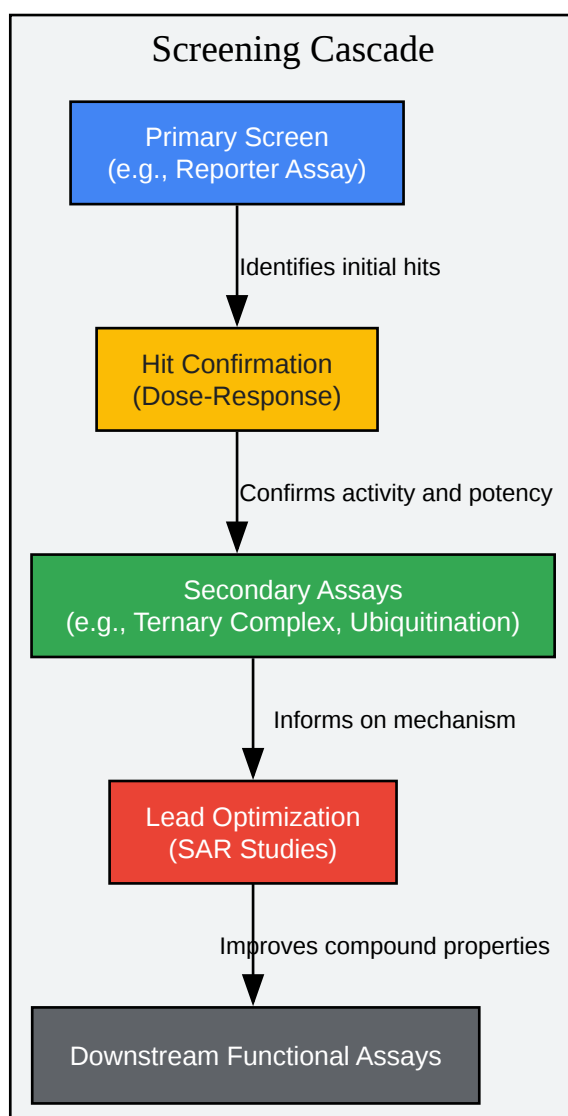 Screening Cascade
Primary Screen
(e.g., Reporter Assay)
Identifies initial hits
Hit Confirmation
(Dose-Response)
Confirms activity and potency
Secondary Assays
(e.g., Ternary Complex, Ubiquitination)
Informs on mechanism
Lead Optimization
(SAR Studies)
Improves compound properties
Downstream Functional Assays